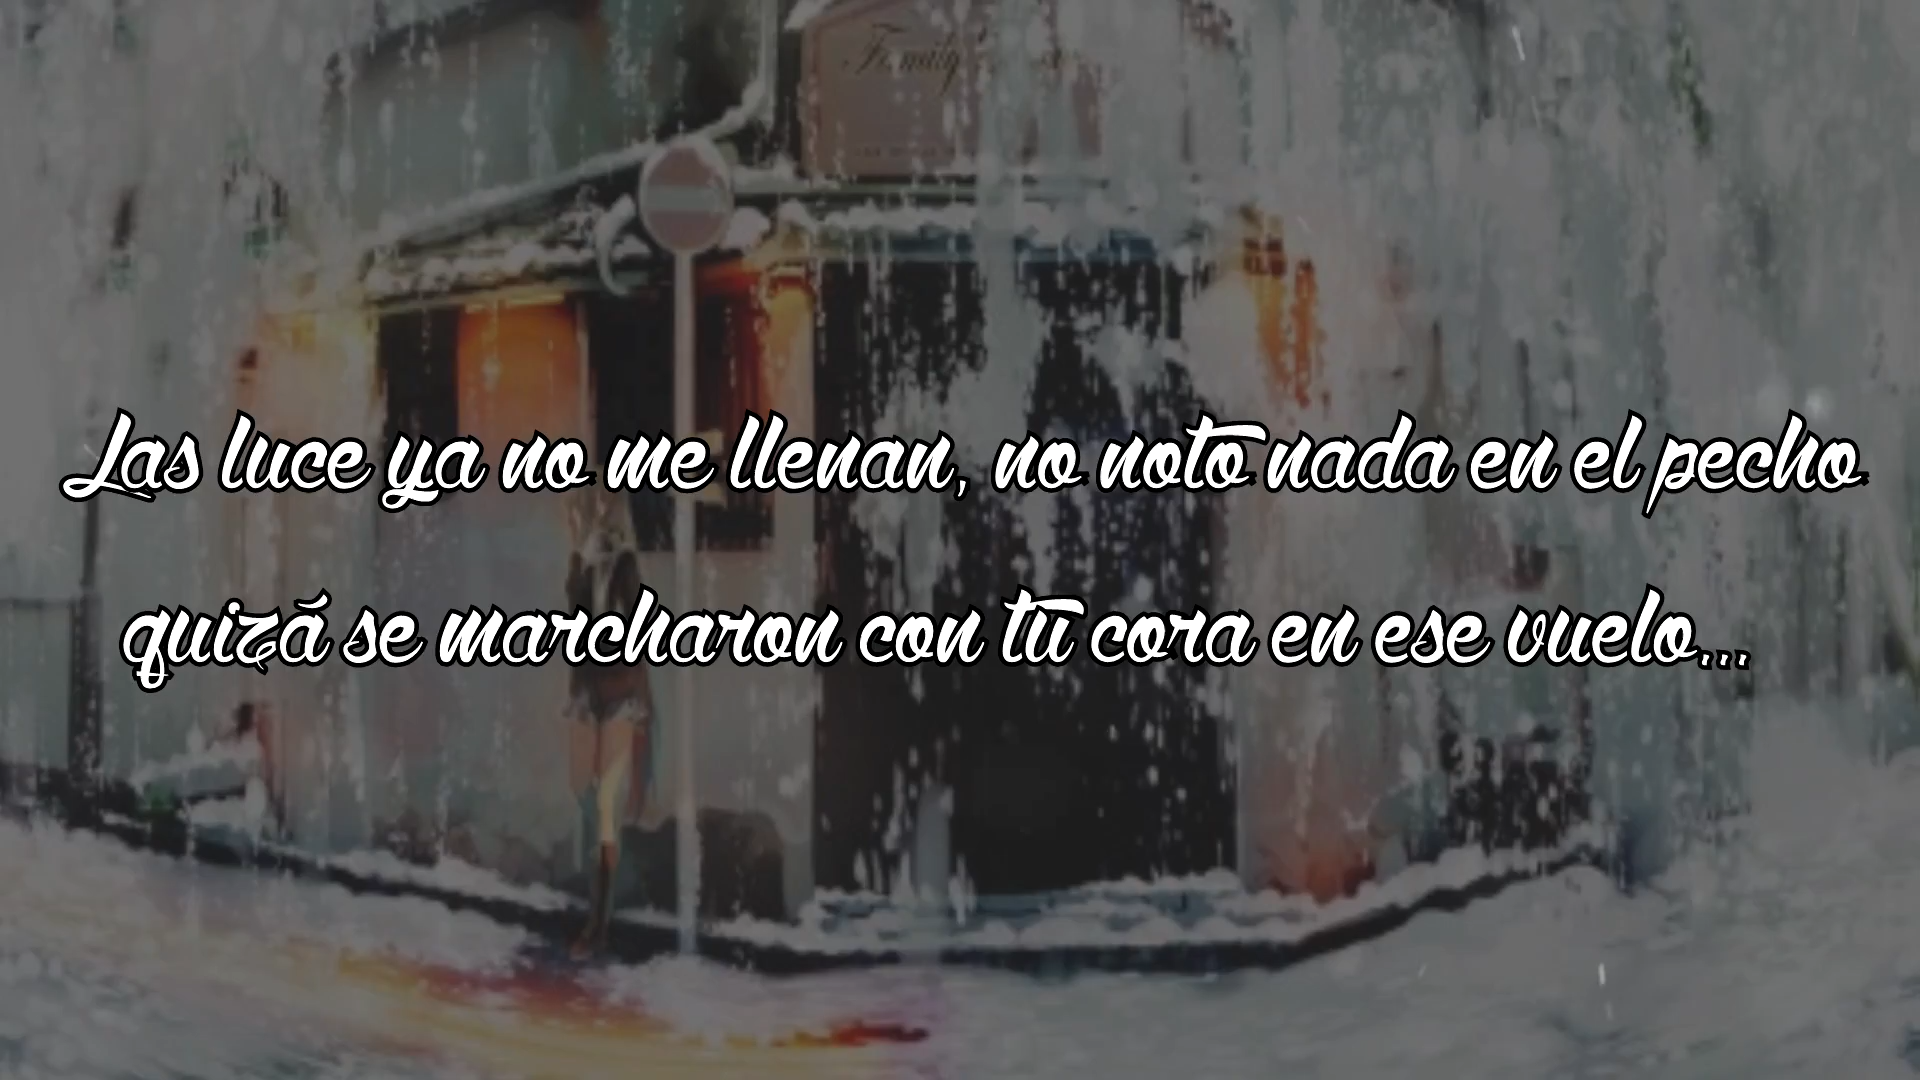 Family
Las luce ya no me llenan, no noto nada en el pecho
quizá se marcharon con tu cora en ese vuelo...